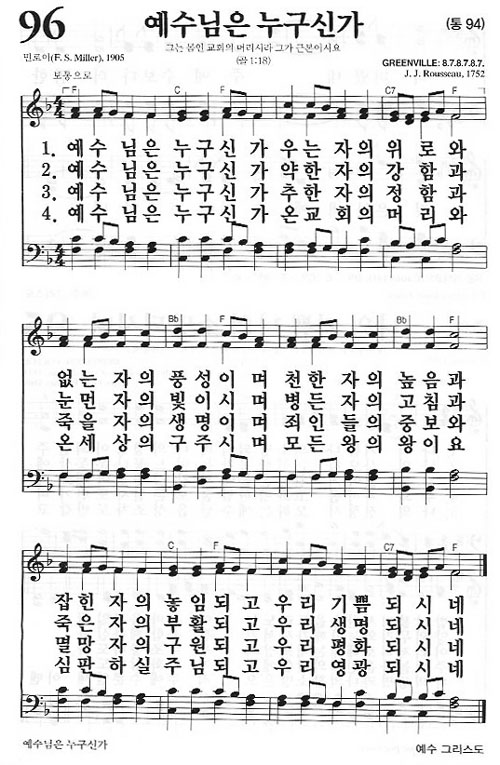 96
예수님은 누구신가
(통 94)
그는 몸인 교회의 머리시라 그가 근본이시요
(골 1:18)
민로아(F. S. Miller), 1905
GREENVILLE: 8.7.8.7.8.7.
J. J. Rousseau, 1752
보통으로
F C F C7 F
1. 예수 님은 누구신 가 우는 자의 위 로 와
2. 예수 님은 누구신 가 약한 자의 강 함 과
3. 예수 님은 누구신 가 추한 자의 정 함 과
4. 예수 님은 누구신 가 온교 회의 머 리 와
Bb F Bb F
없는 자의 풍성이 며 천한 자의 높 음 과
눈먼 자의 빛이시 며 병든 자의 고 침 과
죽을 자의 생명이 며 죄인 들의 중 보 와
온세 상의 구주시 며 모든 왕의 왕 이 요
C F C C7 F
잡힌 자의 놓임되 고 우리 기쁨 되 시 네
죽은 자의 부활되 고 우리 생명 되 시 네
멸망 자의 구원되 고 우리 평화 되 시 네
심판 하실 주님되 고 우리 영광 되 시 네
예수님은 누구신가
예수 그리스도